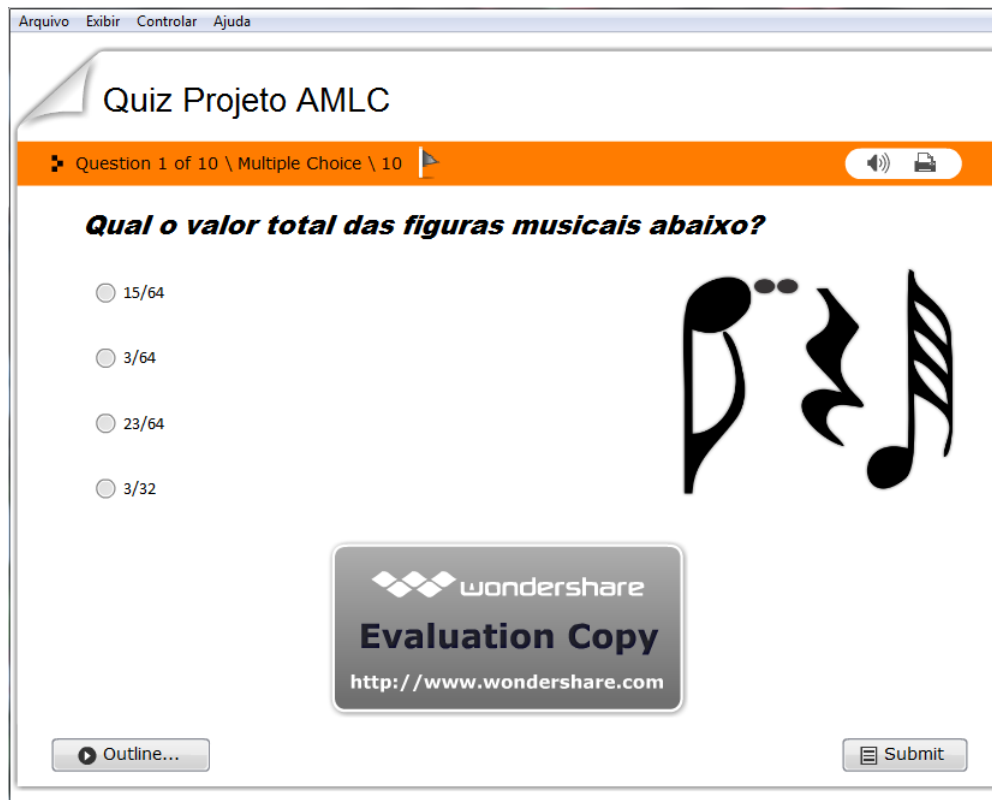 Arquivo Exibir Controlar Ajuda
Quiz Projeto AMLC
Question 1 of 10 \ Multiple Choice \ 10
Qual o valor total das figuras musicais abaixo?
15/64
3/64
23/64
3/32
wondershare
Evaluation Copy
http://www.wondershare.com
Outline...
Submit